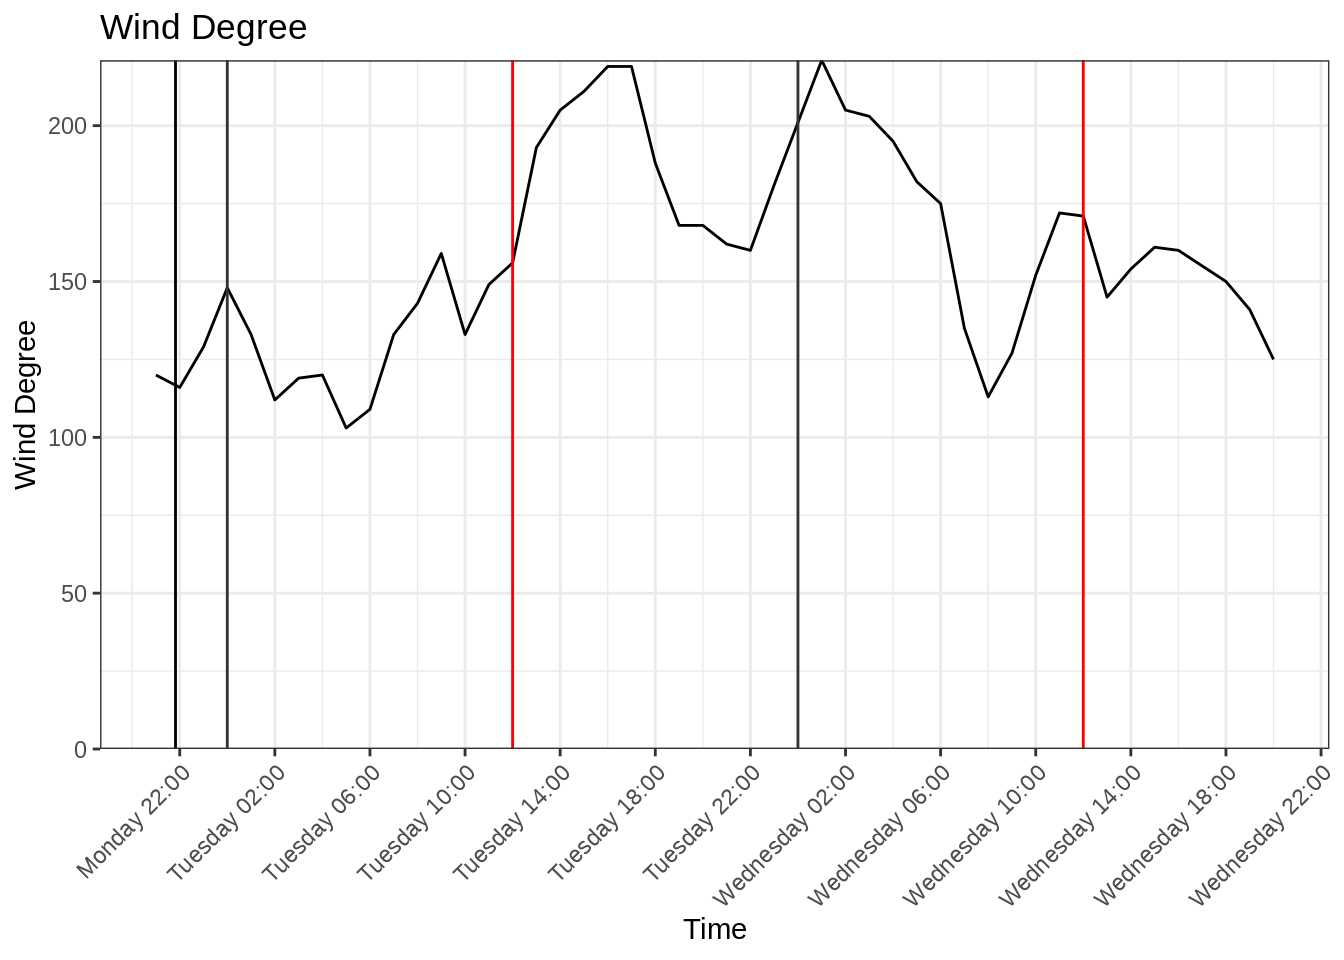 Wind Degree
Wind Degree
200
150
100
50
0
Monday 22:00
Tuesday 02:00
Tuesday 06:00
Tuesday 10:00
Tuesday 14:00
Tuesday 18:00
Tuesday 22:00
Wednesday 02:00
Wednesday 06:00
Wednesday 10:00
Wednesday 14:00
Wednesday 18:00
Wednesday 22:00
Time